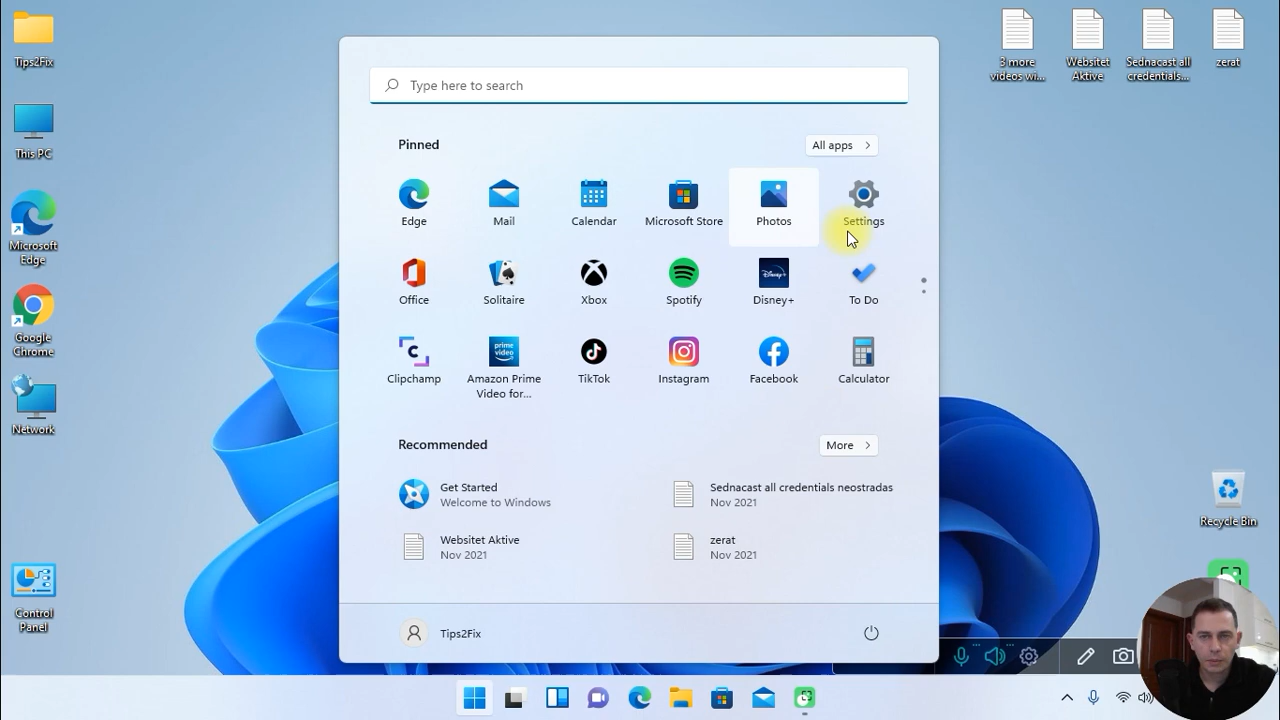 Tips2Fix
This PC
Microsoft
Edge
Google
Chrome
Network
Control
Panel
3 more
videos wi...
Websitet
Aktive
Sednacast all
credentials...
zerat
Type here to search
Pinned
All apps
Edge
Mail
Calendar
Microsoft Store
Photos
Settings
Office
Solitaire
Xbox
Spotify
Disney+
To Do
Clipchamp
Amazon Prime
Video for...
TikTok
Instagram
Facebook
Calculator
Recommended
More
Get Started
Welcome to Windows
Sednacast all credentials neostradas
Nov 2021
Websitet Aktive
Nov 2021
zerat
Nov 2021
Tips2Fix
Recycle Bin